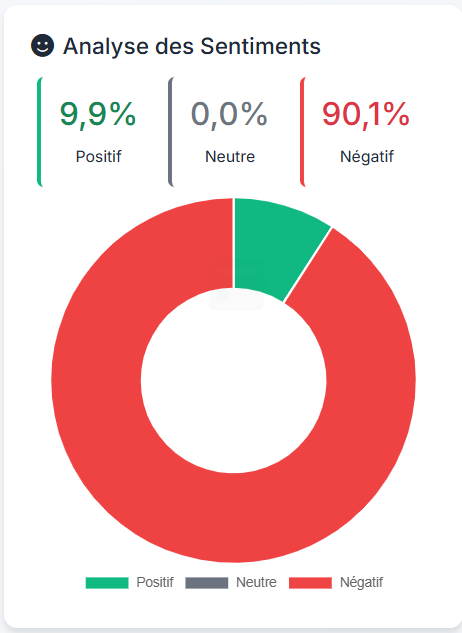 Analyse des Sentiments
9,9% 0,0% 90,1%
Positif Neutre Négatif
Positif Neutre Négatif